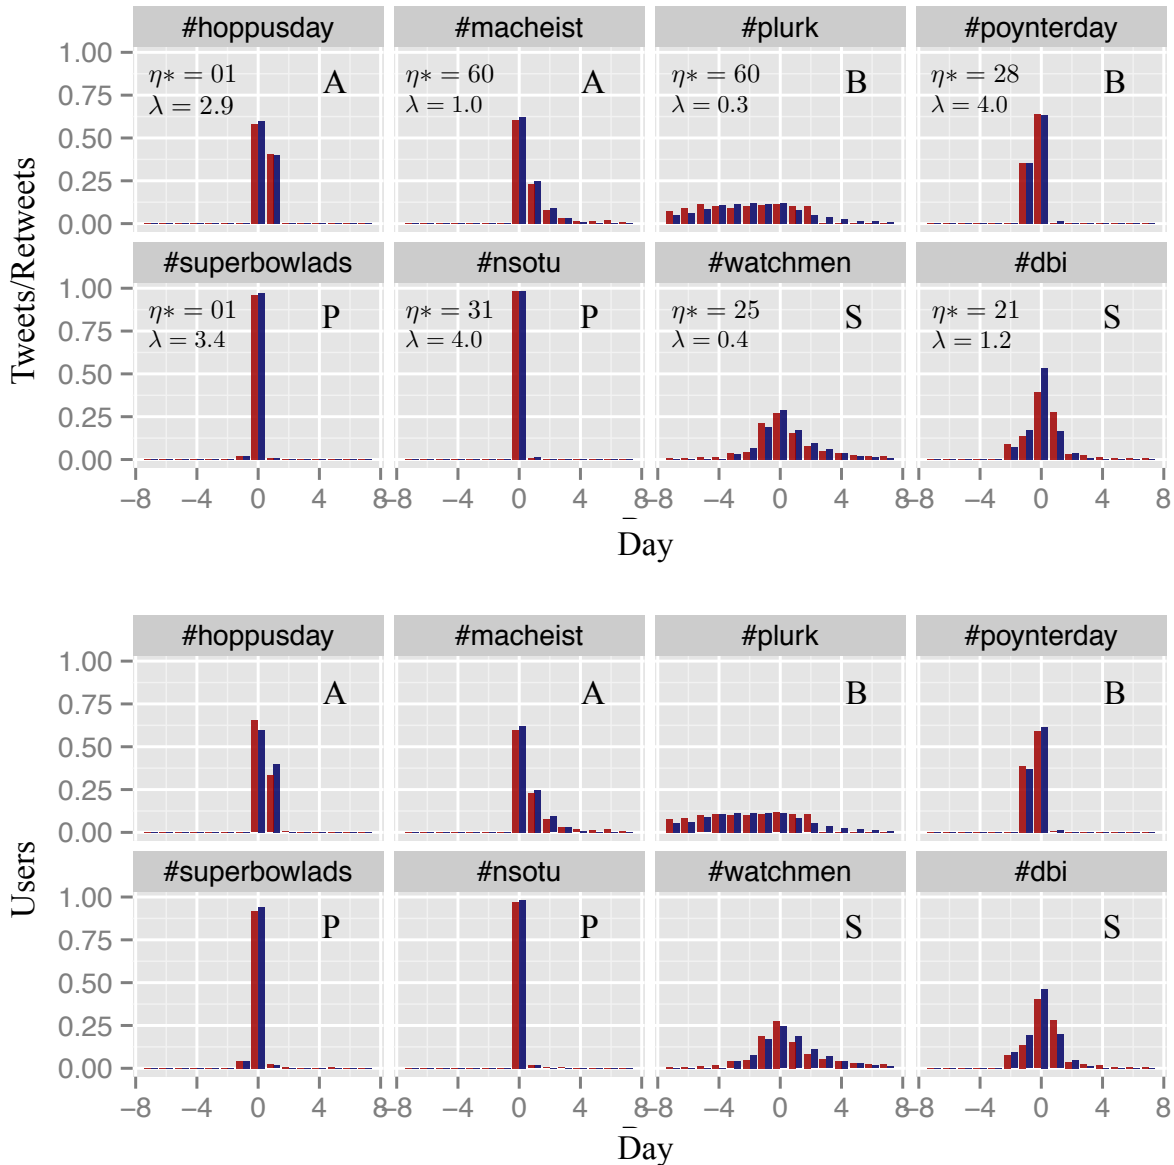 #hoppusday #macheist #plurk #poynterday
1.00
η∗ = 01 A η∗ = 60 A η∗ = 60 B η∗ = 28 B
0.75
λ = 2.9 λ = 1.0 λ = 0.3 λ = 4.0
0.50
0.25
0.00
#superbowlads #nsotu #watchmen #dbi
1.00
η∗ = 01 P η∗ = 31 P η∗ = 25 S η∗ = 21 S
0.75
λ = 3.4 λ = 4.0 λ = 0.4 λ = 1.2
0.50
0.25
0.00
Tweets/Retweets
−8 −4 0 4 8 −4 0 4 8 −4 0 4 8 −4 0 4 8
Day
#hoppusday #macheist #plurk #poynterday
1.00
A A B B
0.75
0.50
0.25
0.00
#superbowlads #nsotu #watchmen #dbi
1.00
P P S S
0.75
0.50
0.25
0.00
Users
−8 −4 0 4 8 −4 0 4 8 −4 0 4 8 −4 0 4 8
Day